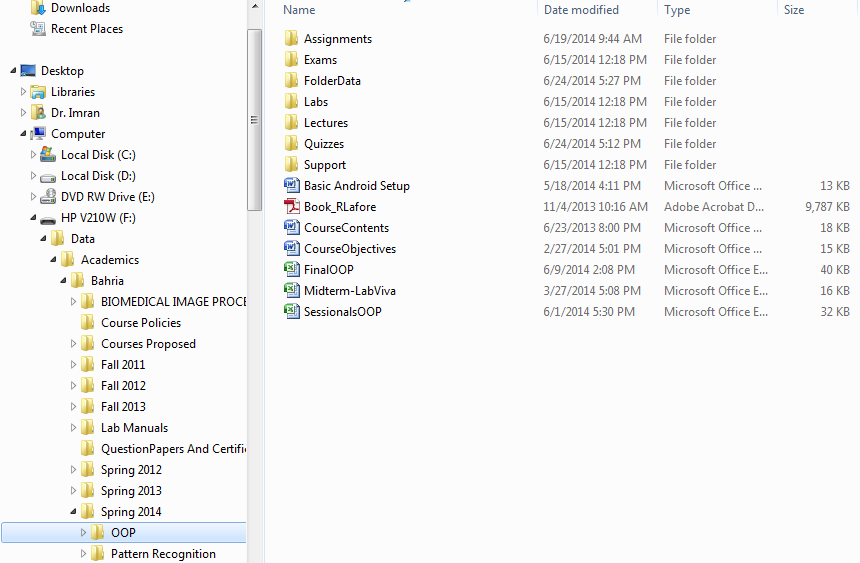 Downloads
Recent Places
Desktop
Libraries
Dr. Imran
Computer
Local Disk (C:)
Local Disk (D:)
DVD RW Drive (E:)
HP V210W (F:)
Data
Academics
Bahria
BIOMEDICAL IMAGE PROCE
Course Policies
Courses Proposed
Fall 2011
Fall 2012
Fall 2013
Lab Manuals
QuestionPapers And Certifi
Spring 2012
Spring 2013
Spring 2014
OOP
Pattern Recognition
Name Date modified Type Size
Assignments 6/19/2014 9:44 AM File folder
Exams 6/15/2014 12:18 PM File folder
FolderData 6/24/2014 5:27 PM File folder
Labs 6/15/2014 12:18 PM File folder
Lectures 6/15/2014 12:18 PM File folder
Quizzes 6/24/2014 5:12 PM File folder
Support 6/15/2014 12:18 PM File folder
Basic Android Setup 5/18/2014 4:11 PM Microsoft Office ... 13 KB
Book_RLafore 11/4/2013 10:16 AM Adobe Acrobat D... 9,787 KB
CourseContents 6/23/2013 8:00 PM Microsoft Office ... 18 KB
CourseObjectives 2/27/2014 5:01 PM Microsoft Office ... 15 KB
FinalOOP 6/9/2014 2:08 PM Microsoft Office E... 40 KB
Midterm-LabViva 3/27/2014 5:08 PM Microsoft Office E... 16 KB
SessionalsOOP 6/1/2014 5:30 PM Microsoft Office E... 32 KB